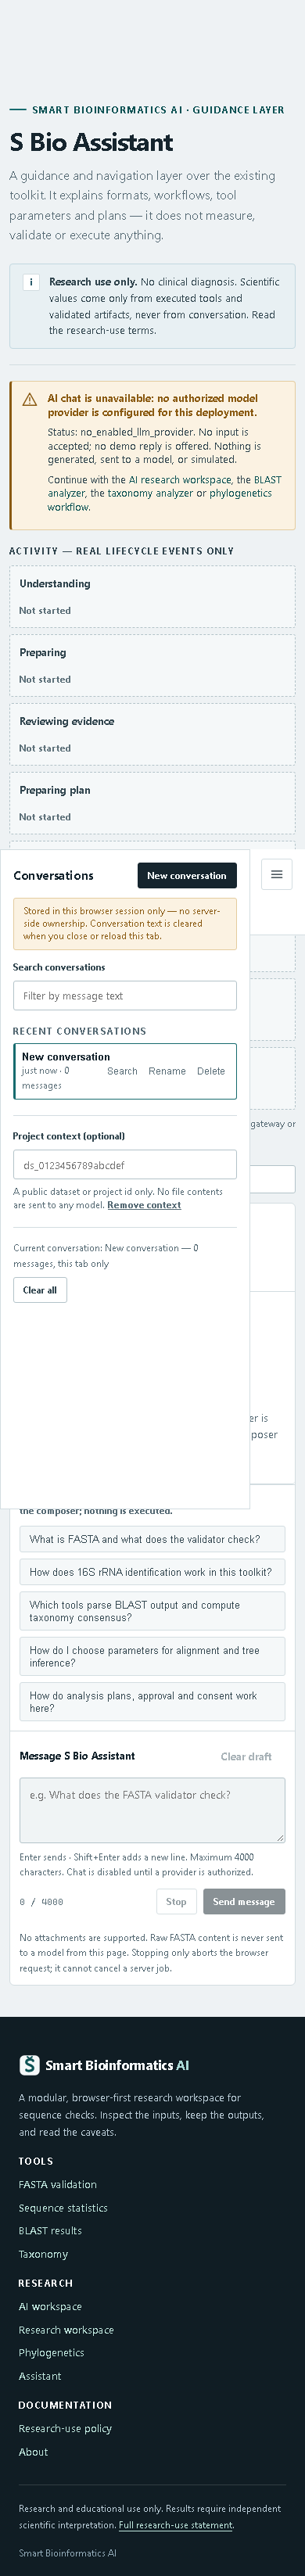 SMART BIOINFORMATICS AI · GUIDANCE LAYER
S Bio Assistant
A guidance and navigation layer over the existing
toolkit. It explains formats, workflows, tool
parameters and plans — it does not measure,
validate or execute anything.
i
Research use only. No clinical diagnosis. Scientific
values come only from executed tools and
validated artifacts, never from conversation. Read
the research-use terms.
AI chat is unavailable: no authorized model
provider is configured for this deployment.
Status: no_enabled_llm_provider. No input is
accepted; no demo reply is offered. Nothing is
generated, sent to a model, or simulated.
Continue with the AI research workspace, the BLAST
analyzer, the taxonomy analyzer or phylogenetics
workflow.
ACTIVITY — REAL LIFECYCLE EVENTS ONLY
Understanding
Not started
Preparing
Not started
Reviewing evidence
Not started
Preparing plan
Not started
Conversations
New conversation
Stored in this browser session only — no server-
side ownership. Conversation text is cleared
when you close or reload this tab.
Search conversations
Filter by message text
RECENT CONVERSATIONS
New conversation
just now · 0
messages
Search Rename Delete
Project context (optional)
ds_0123456789abcdef
A public dataset or project id only. No file contents
are sent to any model. Remove context
Current conversation: New conversation — 0
messages, this tab only
Clear all
gateway or
er is
poser
the composer; nothing is executed.
What is FASTA and what does the validator check?
How does 16S rRNA identification work in this toolkit?
Which tools parse BLAST output and compute
taxonomy consensus?
How do I choose parameters for alignment and tree
inference?
How do analysis plans, approval and consent work
here?
Message S Bio Assistant
Clear draft
e.g. What does the FASTA validator check?
Enter sends · Shift+Enter adds a new line. Maximum 4000
characters. Chat is disabled until a provider is authorized.
0 / 4000
Stop
Send message
No attachments are supported. Raw FASTA content is never sent
to a model from this page. Stopping only aborts the browser
request; it cannot cancel a server job.
S Smart Bioinformatics AI
A modular, browser-first research workspace for
sequence checks. Inspect the inputs, keep the outputs,
and read the caveats.
TOOLS
FASTA validation
Sequence statistics
BLAST results
Taxonomy
RESEARCH
AI workspace
Research workspace
Phylogenetics
Assistant
DOCUMENTATION
Research-use policy
About
Research and educational use only. Results require independent
scientific interpretation. Full research-use statement.
Smart Bioinformatics AI